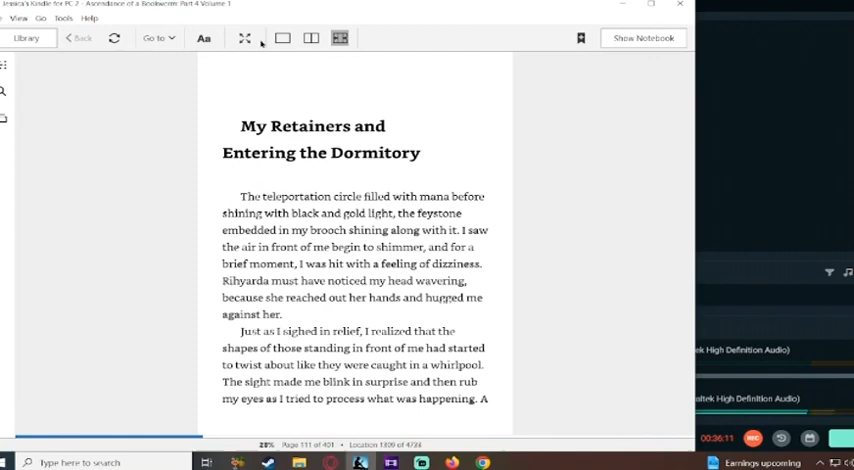 Jessica's Kindle for PC 2 - Ascendance of a Bookworm: Part 4 Volume 1
View Go Tools Help
Library Back Go to Aa Show Notebook
My Retainers and
Entering the Dormitory
The teleportation circle filled with mana before
shining with black and gold light, the feystone
embedded in my brooch shining along with it. I saw
the air in front of me begin to shimmer, and for a
brief moment, I was hit with a feeling of dizziness.
Rihyarda must have noticed my head wavering,
because she reached out her hands and hugged me
against her.
Just as I sighed in relief, I realized that the
shapes of those standing in front of me had started
to twist about like they were caught in a whirlpool.
The sight made me blink in surprise and then rub
my eyes as I tried to process what was happening. A
Page 111 of 401 • Location 1309 of 4733
ek High Definition Audio)
altek High Definition Audio)
00:36:11 REC
Type here to search
Earnings upcoming